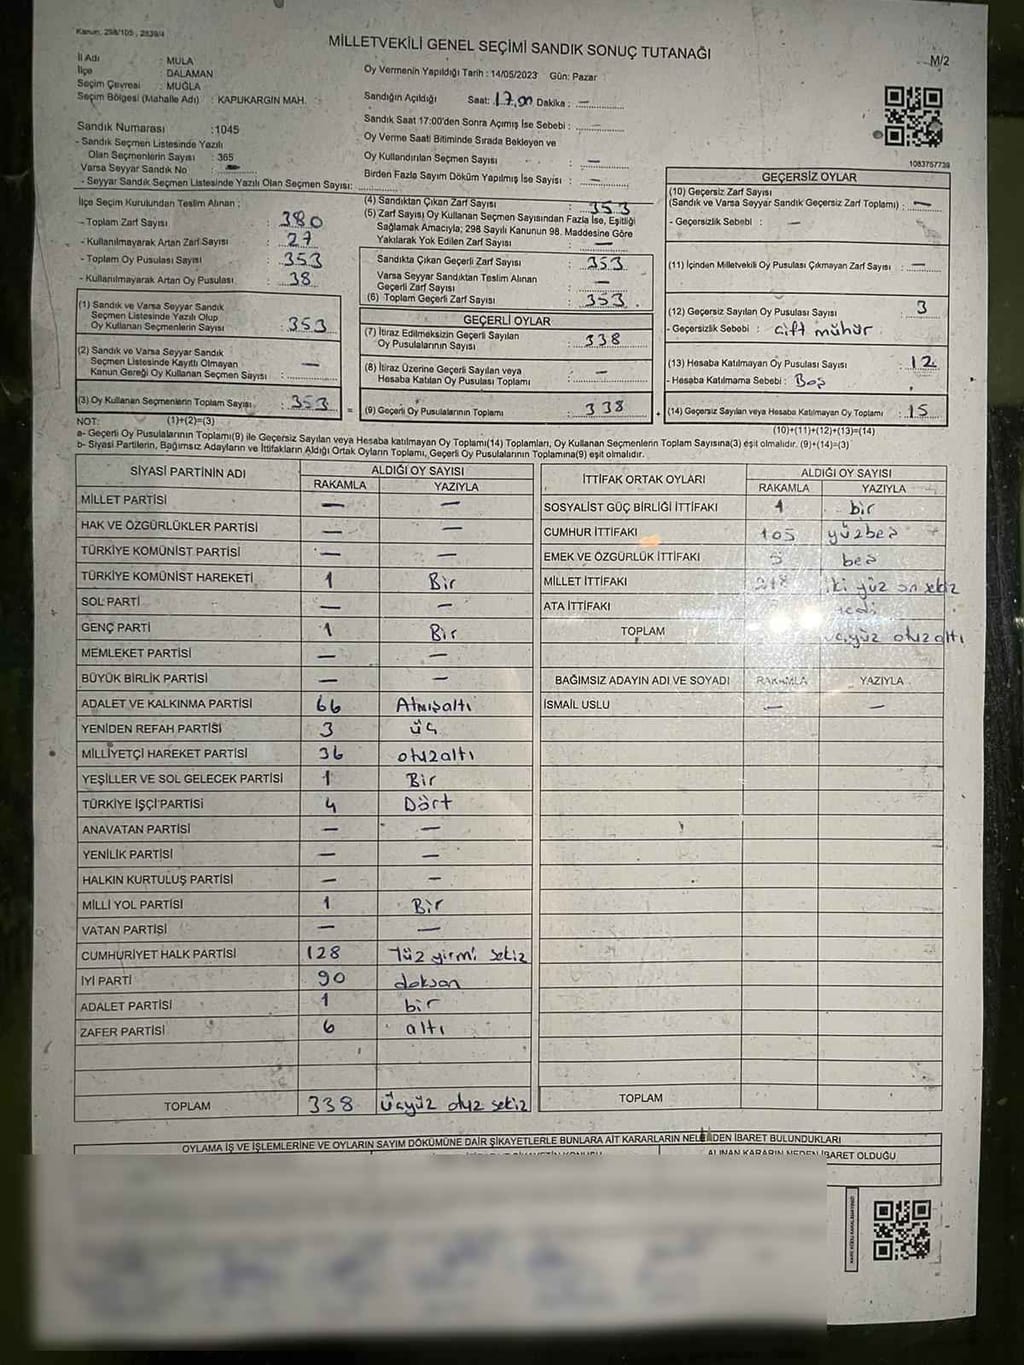 Kanun: 298/105 , 2839/4
MİLLETVEKİLİ GENEL SEÇİMİ SANDIK SONUÇ TUTANAĞI
M/2
İl Adı : MULA
İlçe : DALAMAN
Seçim Çevresi : MUĞLA
Seçim Bölgesi (Mahalle Adı) : KAPUKARGIN MAH.
Sandık Numarası : 1045
- Sandık Seçmen Listesinde Yazılı
Olan Seçmenlerin Sayısı : 365
Varsa Seyyar Sandık No :
- Seyyar Sandık Seçmen Listesinde Yazılı Olan Seçmen Sayısı:
Oy Vermenin Yapıldığı Tarih : 14/05/2023 Gün: Pazar
Sandığın Açıldığı Saat: 17.00 Dakika : —
Sandık Saat 17:00'den Sonra Açımış İse Sebebi : —
Oy Verme Saati Bitiminde Sırada Bekleyen ve
Oy Kullandırılan Seçmen Sayısı : —
Birden Fazla Sayım Döküm Yapılmış İse Sayısı : —
1083757739
İlçe Seçim Kurulundan Teslim Alınan ;
- Toplam Zarf Sayısı : 380
- Kullanılmayarak Artan Zarf Sayısı : 27
- Toplam Oy Pusulası Sayısı : 353
- Kullanılmayarak Artan Oy Pusulası : 38
(1) Sandık ve Varsa Seyyar Sandık
Seçmen Listesinde Yazılı Olup
Oy Kullanan Seçmenlerin Sayısı : 353
(2) Sandık ve Varsa Seyyar Sandık
Seçmen Listesinde Kayıtlı Olmayan
Kanun Gereği Oy Kullanan Seçmen Sayısı : —
(3) Oy Kullanan Seçmenlerin Toplam Sayısı : 353
(4) Sandıktan Çıkan Zarf Sayısı : 353
(5) Zarf Sayısı Oy Kullanan Seçmen Sayısından Fazla İse, Eşitliği
Sağlamak Amacıyla; 298 Sayılı Kanunun 98. Maddesine Göre
Yakılarak Yok Edilen Zarf Sayısı : —
Sandıkta Çıkan Geçerli Zarf Sayısı : 353
Varsa Seyyar Sandıktan Teslim Alınan
Geçerli Zarf Sayısı : —
(6) Toplam Geçerli Zarf Sayısı : 353
GEÇERLİ OYLAR
(7) İtiraz Edilmeksizin Geçerli Sayılan
Oy Pusulalarının Sayısı : 338
(8) İtiraz Üzerine Geçerli Sayılan veya
Hesaba Katılan Oy Pusulası Toplamı : —
(9) Geçerli Oy Pusulalarının Toplamı : 338
GEÇERSİZ OYLAR
(10) Geçersiz Zarf Sayısı
(Sandık ve Varsa Seyyar Sandık Geçersiz Zarf Toplamı) : —
- Geçersizlik Sebebi : —
(11) İçinden Milletvekili Oy Pusulası Çıkmayan Zarf Sayısı : —
(12) Geçersiz Sayılan Oy Pusulası Sayısı : 3
- Geçersizlik Sebebi : çift mühür
(13) Hesaba Katılmayan Oy Pusulası Sayısı : 12
- Hesaba Katılmama Sebebi : Boş
(14) Geçersiz Sayılan veya Hesaba Katılmayan Oy Toplamı : 15
NOT: (1)+(2)=(3)
(10)+(11)+(12)+(13)=(14)
a- Geçerli Oy Pusulalarının Toplamı(9) ile Geçersiz Sayılan veya Hesaba katılmayan Oy Toplamı(14) Toplamları, Oy Kullanan Seçmenlerin Toplam Sayısına(3) eşit olmalıdır. (9)+(14)=(3)
b- Siyasi Partilerin, Bağımsız Adayların ve İttifakların Aldığı Ortak Oyların Toplamı, Geçerli Oy Pusulalarının Toplamına(9) eşit olmalıdır.
SİYASİ PARTİNİN ADI ALDIĞI OY SAYISI
RAKAMLA YAZIYLA
MİLLET PARTİSİ — —
HAK VE ÖZGÜRLÜKLER PARTİSİ — —
TÜRKİYE KOMÜNİST PARTİSİ — —
TÜRKİYE KOMÜNİST HAREKETİ 1 Bir
SOL PARTİ — —
GENÇ PARTİ 1 Bir
MEMLEKET PARTİSİ — —
BÜYÜK BİRLİK PARTİSİ — —
ADALET VE KALKINMA PARTİSİ 66 Atmışaltı
YENİDEN REFAH PARTİSİ 3 üç
MİLLİYETÇİ HAREKET PARTİSİ 36 otuzaltı
YEŞİLLER VE SOL GELECEK PARTİSİ 1 Bir
TÜRKİYE İŞÇİ PARTİSİ 4 Dört
ANAVATAN PARTİSİ — —
YENİLİK PARTİSİ — —
HALKIN KURTULUŞ PARTİSİ — —
MİLLİ YOL PARTİSİ 1 Bir
VATAN PARTİSİ — —
CUMHURİYET HALK PARTİSİ 128 Yüz yirmi sekiz
İYİ PARTİ 90 doksan
ADALET PARTİSİ 1 bir
ZAFER PARTİSİ 6 altı
TOPLAM 338 üçyüz otuz sekiz
İTTİFAK ORTAK OYLARI ALDIĞI OY SAYISI
RAKAMLA YAZIYLA
SOSYALİST GÜÇ BİRLİĞİ İTTİFAKI 1 bir
CUMHUR İTTİFAKI 105 yüzbeş
EMEK VE ÖZGÜRLÜK İTTİFAKI 5 beş
MİLLET İTTİFAKI 218 iki yüz on sekiz
ATA İTTİFAKI yedi
TOPLAM üçyüz otuzaltı
BAĞIMSIZ ADAYIN ADI VE SOYADI RAKAMLA YAZIYLA
İSMAİL USLU — —
TOPLAM
OYLAMA İŞ VE İŞLEMLERİNE VE OYLARIN SAYIM DÖKÜMÜNE DAİR ŞİKAYETLERLE BUNLARA AİT KARARLARIN NELERDEN İBARET BULUNDUKLARI
ALINAN KARARIN NEDEN İBARET OLDUĞU